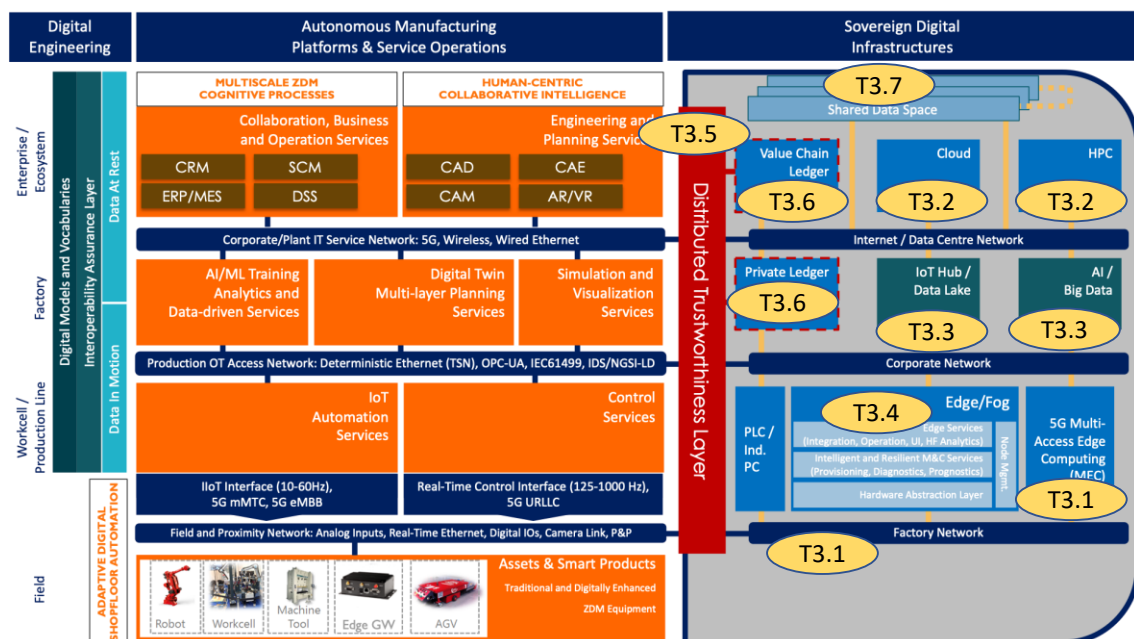 Digital
Engineering
Autonomous Manufacturing
Platforms & Service Operations
Sovereign Digital
Infrastructures
Enterprise /
Ecosystem
Factory
Workcell /
Production Line
Field
Digital Models and Vocabularies
Interoperability Assurance Layer
Data At Rest
Data In Motion
ADAPTIVE DIGITAL
SHOPFLOOR AUTOMATION
MULTISCALE ZDM
COGNITIVE PROCESSES
HUMAN-CENTRIC
COLLABORATIVE INTELLIGENCE
Collaboration, Business
and Operation Services
CRM
SCM
ERP/MES
DSS
Engineering and
Planning Service
CAD
CAE
CAM
AR/VR
Corporate/Plant IT Service Network: 5G, Wireless, Wired Ethernet
AI/ML Training
Analytics and
Data-driven Services
Digital Twin
Multi-layer Planning
Services
Simulation and
Visualization
Services
Production OT Access Network: Deterministic Ethernet (TSN), OPC-UA, IEC61499, IDS/NGSI-LD
IoT
Automation
Services
Control
Services
IIoT Interface (10-60Hz),
5G mMTC, 5G eMBB
Real-Time Control Interface (125-1000 Hz),
5G URLLC
Field and Proximity Network: Analog Inputs, Real-Time Ethernet, Digital IOs, Camera Link, P&P
Assets & Smart Products
Traditional and Digitally Enhanced
ZDM Equipment
Robot
Workcell
Machine
Tool
Edge GW
AGV
Distributed Trustworthiness Layer
T3.5
T3.7
Shared Data Space
Value Chain
Ledger
T3.6
Cloud
T3.2
HPC
T3.2
Internet / Data Centre Network
Private Ledger
T3.6
IoT Hub /
Data Lake
T3.3
AI /
Big Data
T3.3
Corporate Network
PLC /
Ind.
PC
T3.4
Edge/Fog
Edge Services
(Integration, Operation, UI, HF Analytics)
Intelligent and Resilient M&C Services
(Provisioning, Diagnostics, Prognostics)
Hardware Abstraction Layer
Node Mgmt.
5G Multi-
Access Edge
Computing
(MEC)
T3.1
Factory Network
T3.1